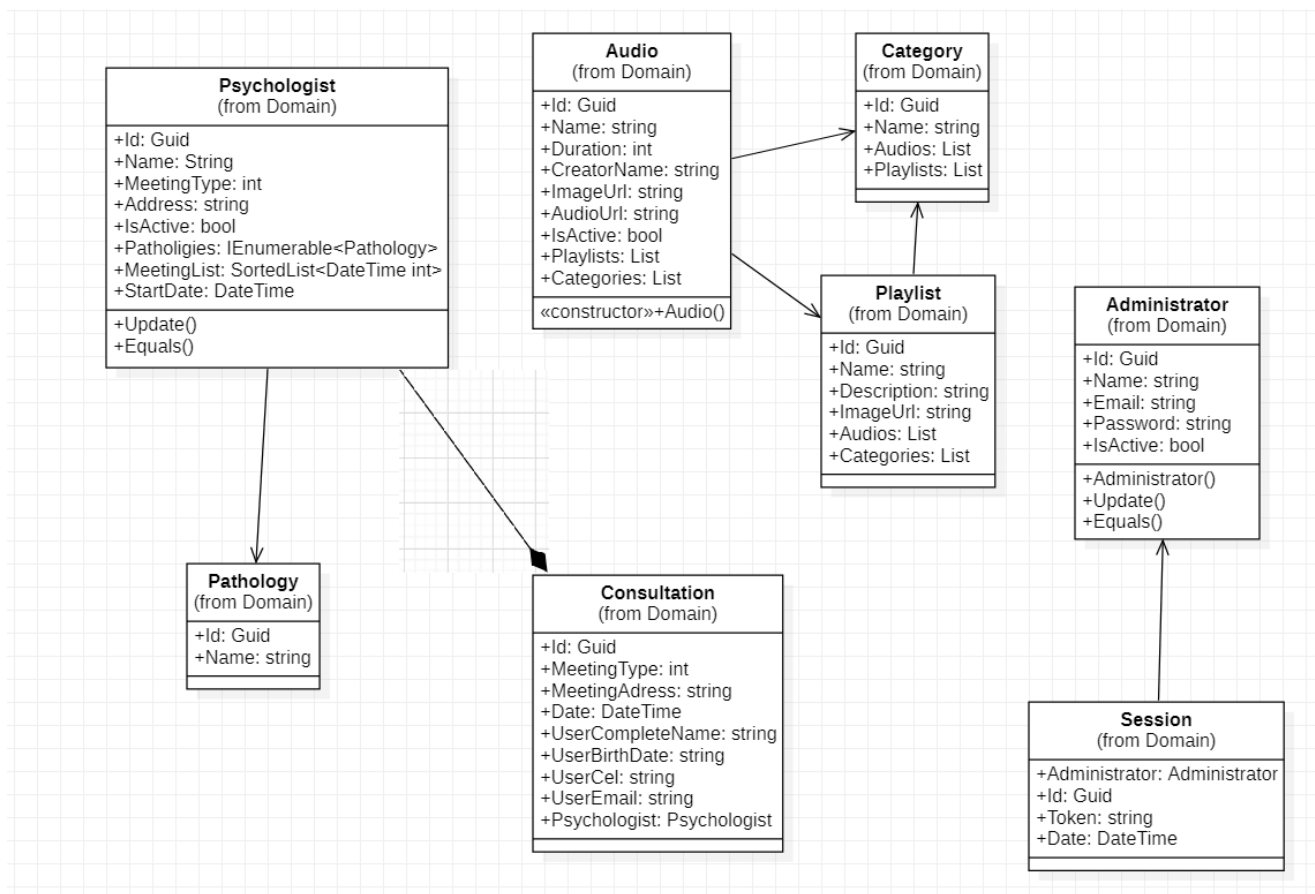 Psychologist
(from Domain)
+Id: Guid
+Name: String
+MeetingType: int
+Address: string
+IsActive: bool
+Patholigies: IEnumerable<Pathology>
+MeetingList: SortedList<DateTime int>
+StartDate: DateTime
+Update()
+Equals()
Audio
(from Domain)
+Id: Guid
+Name: string
+Duration: int
+CreatorName: string
+ImageUrl: string
+AudioUrl: string
+IsActive: bool
+Playlists: List
+Categories: List
«constructor»+Audio()
Category
(from Domain)
+Id: Guid
+Name: string
+Audios: List
+Playlists: List
Playlist
(from Domain)
+Id: Guid
+Name: string
+Description: string
+ImageUrl: string
+Audios: List
+Categories: List
Administrator
(from Domain)
+Id: Guid
+Name: string
+Email: string
+Password: string
+IsActive: bool
+Administrator()
+Update()
+Equals()
Pathology
(from Domain)
+Id: Guid
+Name: string
Consultation
(from Domain)
+Id: Guid
+MeetingType: int
+MeetingAdress: string
+Date: DateTime
+UserCompleteName: string
+UserBirthDate: string
+UserCel: string
+UserEmail: string
+Psychologist: Psychologist
Session
(from Domain)
+Administrator: Administrator
+Id: Guid
+Token: string
+Date: DateTime